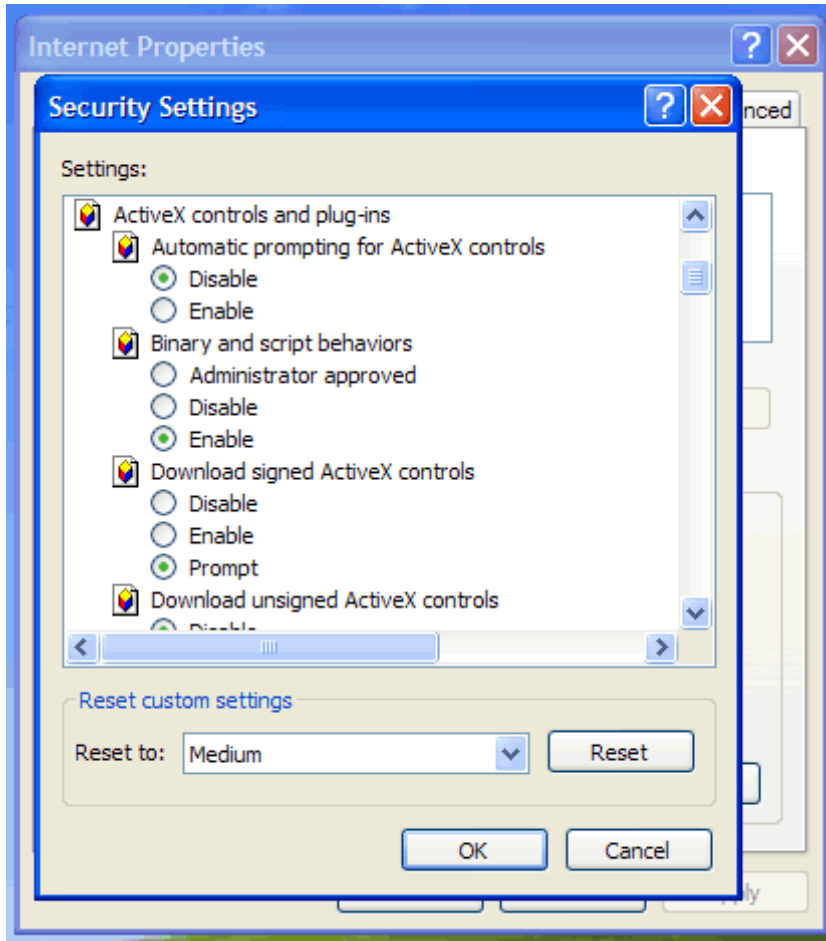 Internet Properties
Security Settings
nced
Settings:
ActiveX controls and plug-ins
Automatic prompting for ActiveX controls
Disable
Enable
Binary and script behaviors
Administrator approved
Disable
Enable
Download signed ActiveX controls
Disable
Enable
Prompt
Download unsigned ActiveX controls
Disable
Reset custom settings
Reset to: Medium Reset
OK Cancel